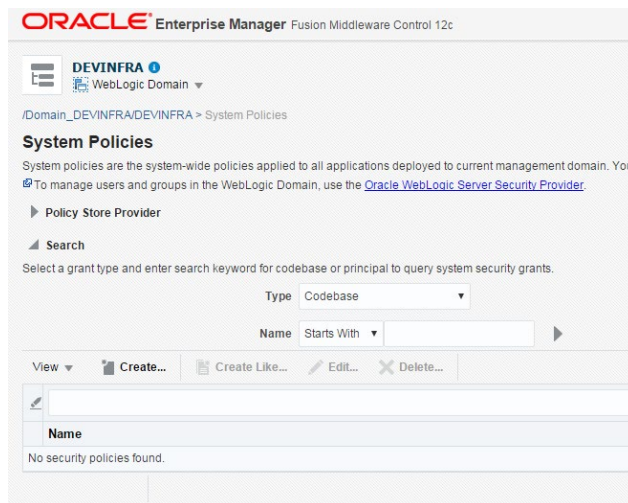 ORACLE Enterprise Manager Fusion Middleware Control 12c
DEVINFRA
WebLogic Domain
/Domain_DEVINFRA/DEVINFRA > System Policies
System Policies
System policies are the system-wide policies applied to all applications deployed to current management domain. You
To manage users and groups in the WebLogic Domain, use the Oracle WebLogic Server Security Provider.
Policy Store Provider
Search
Select a grant type and enter search keyword for codebase or principal to query system security grants.
Type Codebase
Name Starts With
View Create... Create Like... Edit... Delete...
Name
No security policies found.